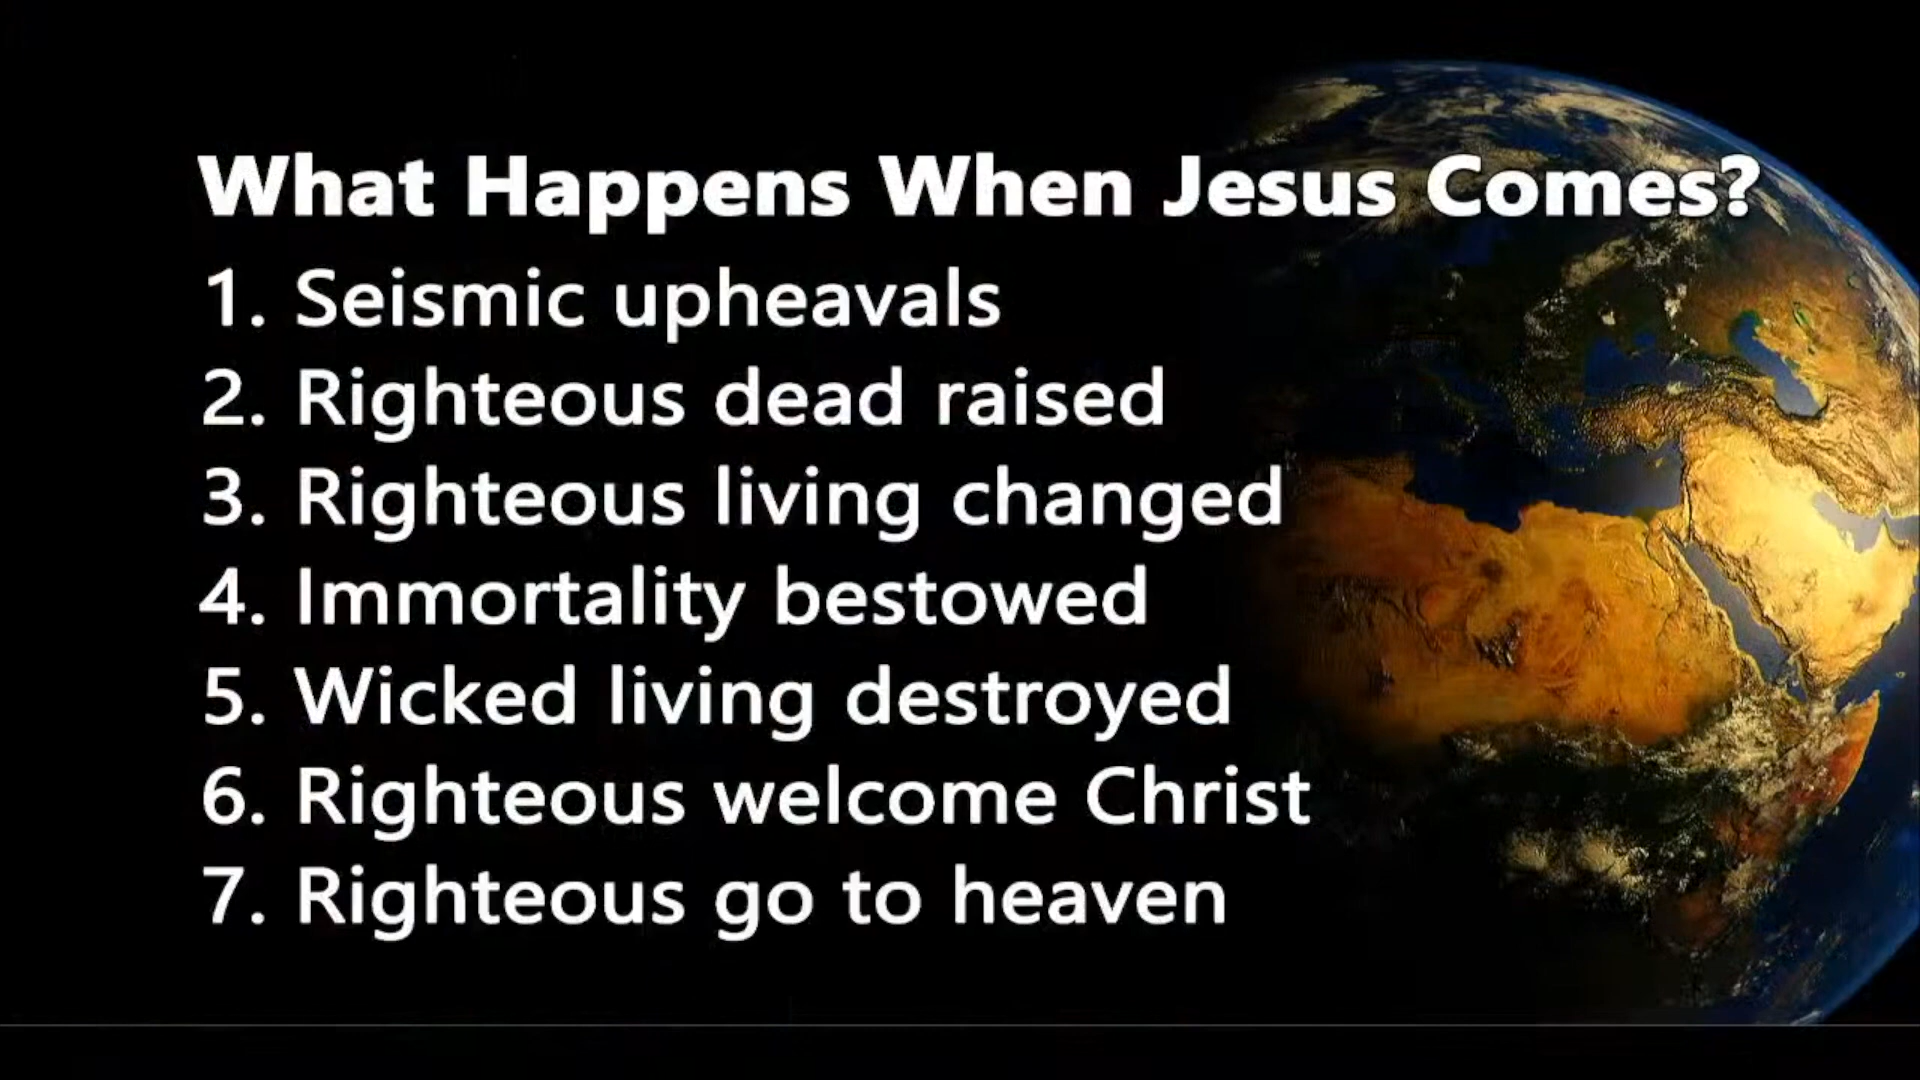 What Happens When Jesus Comes?
1. Seismic upheavals
2. Righteous dead raised
3. Righteous living changed
4. Immortality bestowed
5. Wicked living destroyed
6. Righteous welcome Christ
7. Righteous go to heaven